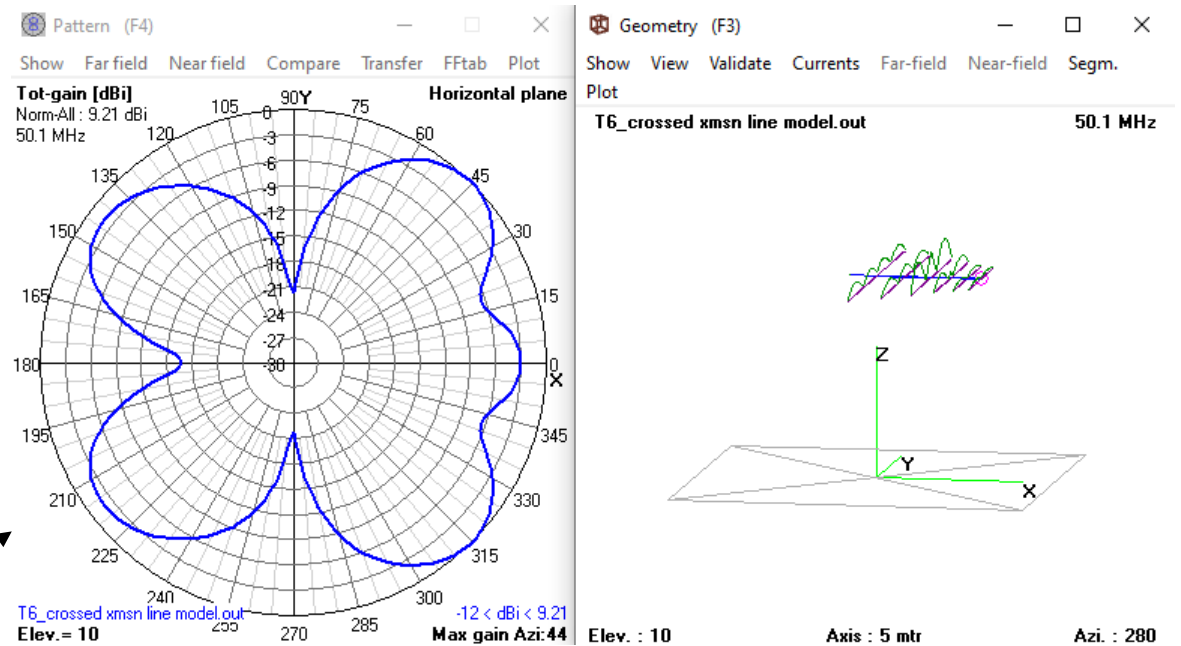 Pattern (F4)
Show Far field Near field Compare Transfer FFtab Plot
Tot-gain [dBi]
Horizontal plane
Norm-All : 9.21 dBi
50.1 MHz
90Y
105
75
120
60
135
45
150
30
165
15
180
0
X
195
345
210
330
225
315
240
300
255
285
270
0
-3
-6
-9
-12
-15
-18
-21
-24
-27
-30
T6_crossed xmsn line model.out
-12 < dBi < 9.21
Elev.= 10
Max gain Azi:44
Geometry (F3)
Show View Validate Currents Far-field Near-field Segm.
Plot
T6_crossed xmsn line model.out
50.1 MHz
Z
Y
X
Elev. : 10
Axis : 5 mtr
Azi. : 280